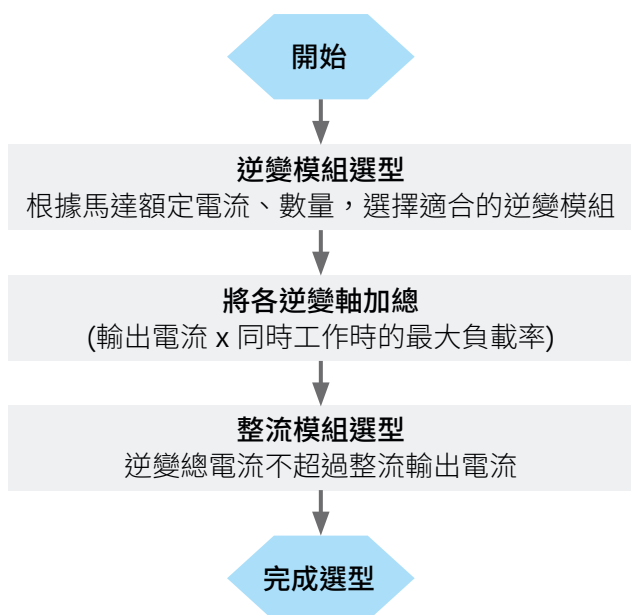 開始
逆變模組選型
根據馬達額定電流、數量，選擇適合的逆變模組
將各逆變軸加總
(輸出電流 x 同時工作時的最大負載率)
整流模組選型
逆變總電流不超過整流輸出電流
完成選型